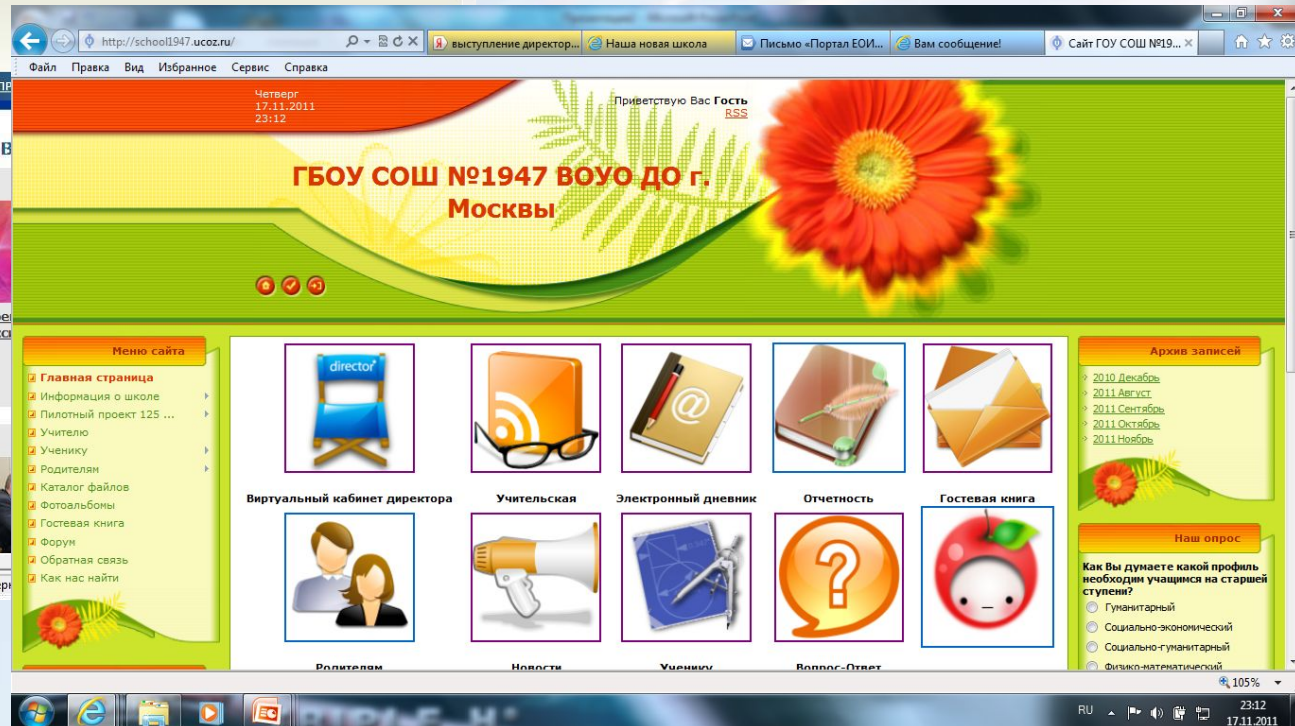 http://school1947.ucoz.ru/
выступление директор...
Наша новая школа
Письмо «Портал ЕОИ...
Вам сообщение!
Сайт ГОУ СОШ №19...
Файл Правка Вид Избранное Сервис Справка
Четверг
17.11.2011
23:12
Приветствую Вас Гость
RSS
ГБОУ СОШ №1947 ВОУО ДО г.
Москвы
Меню сайта
Главная страница
Информация о школе
Пилотный проект 125 ...
Учителю
Ученику
Родителям
Каталог файлов
Фотоальбомы
Гостевая книга
Форум
Обратная связь
Как нас найти
director
Виртуальный кабинет директора
Учительская
Электронный дневник
Отчетность
Гостевая книга
Родителям
Новости
Ученику
Вопрос-Ответ
Архив записей
2010 Декабрь
2011 Август
2011 Сентябрь
2011 Октябрь
2011 Ноябрь
Наш опрос
Как Вы думаете какой профиль
необходим учащимся на старшей
ступени?
Гуманитарный
Социально-экономический
Социально-гуманитарный
Физико-математический
105%
RU
23:12
17.11.2011